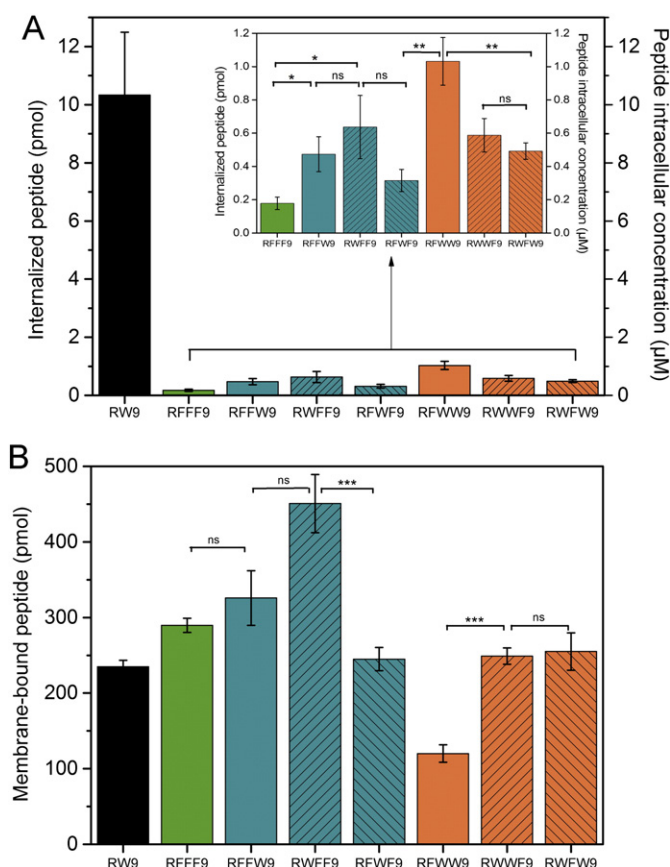 A
Internalized peptide (pmol)
12
10
8
6
4
2
0
Peptide intracellular concentration (µM)
12
10
8
6
4
2
0
Internalized peptide (pmol)
1.2
1.0
0.8
0.6
0.4
0.2
0.0
Peptide intracellular concentration (µM)
1.2
1.0
0.8
0.6
0.4
0.2
0.0
*
*
ns
ns
**
**
ns
RFFF9 RFFW9 RWFF9 RFWF9 RFWW9 RWWF9 RWFW9
RW9 RFFF9 RFFW9 RWFF9 RFWF9 RFWW9 RWWF9 RWFW9
B
Membrane-bound peptide (pmol)
500
400
300
200
100
0
ns
ns
***
***
ns
RW9 RFFF9 RFFW9 RWFF9 RFWF9 RFWW9 RWWF9 RWFW9